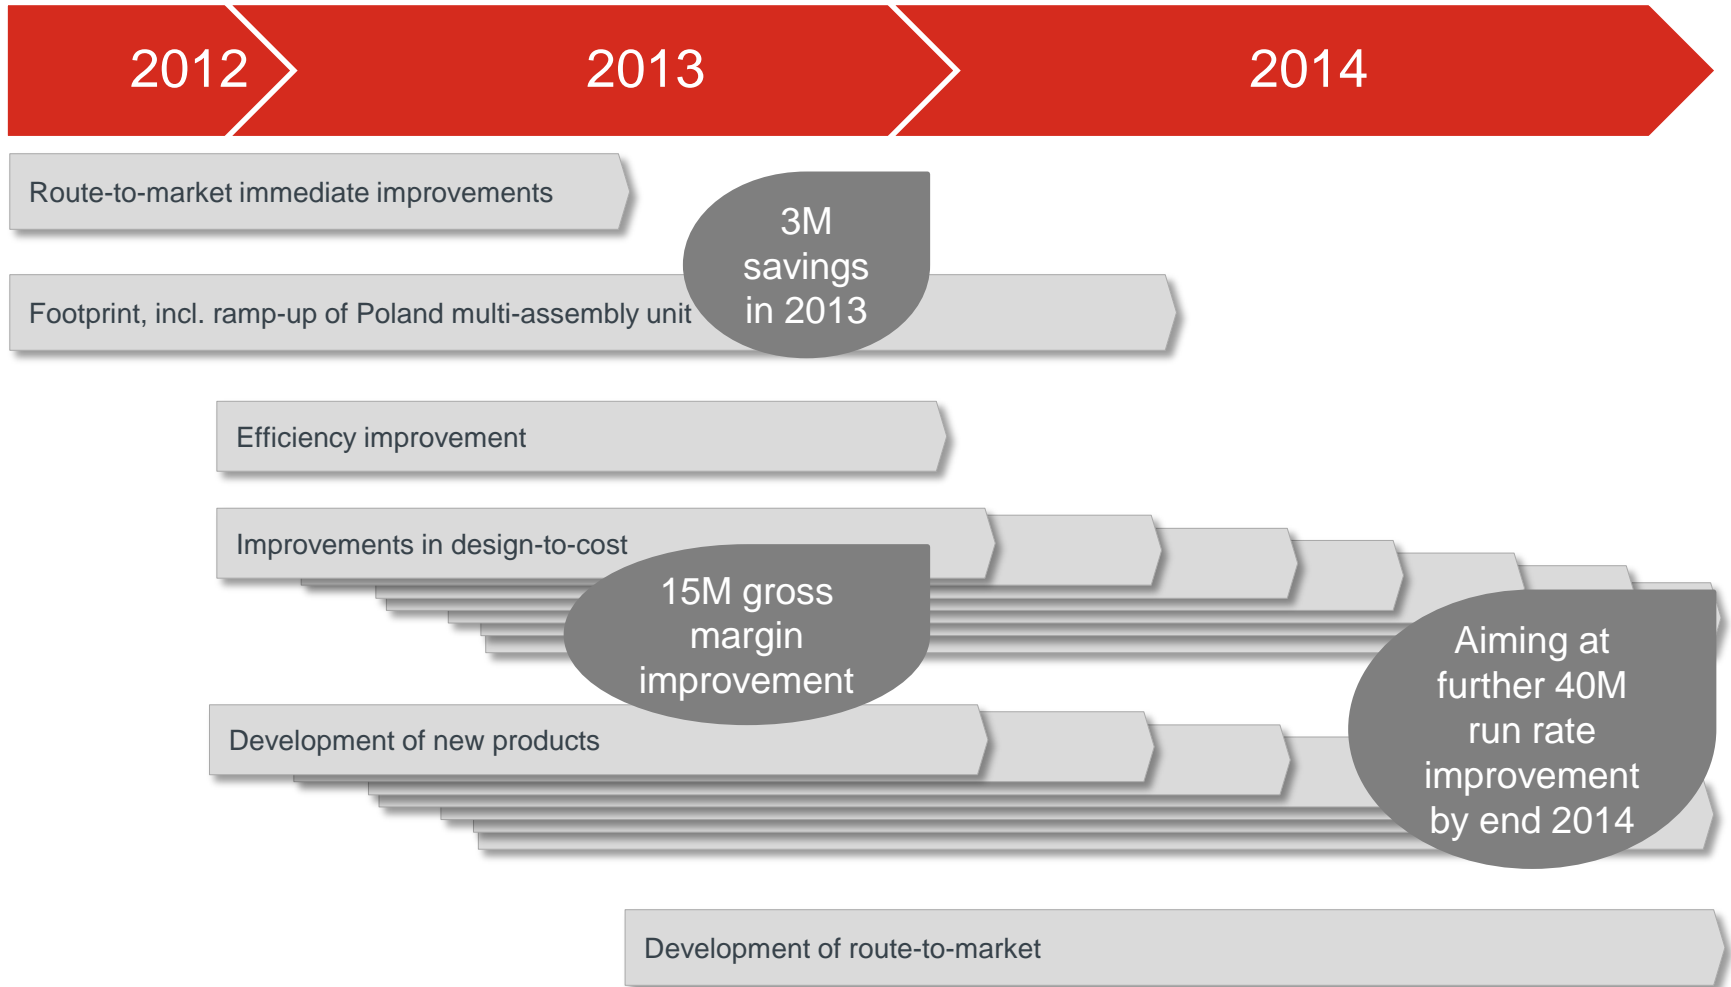 2012
2013
2014
Route-to-market immediate improvements
3M
savings
in 2013
Footprint, incl. ramp-up of Poland multi-assembly unit
Efficiency improvement
Improvements in design-to-cost
15M gross
margin
improvement
Aiming at
further 40M
run rate
improvement
by end 2014
Development of new products
Development of route-to-market